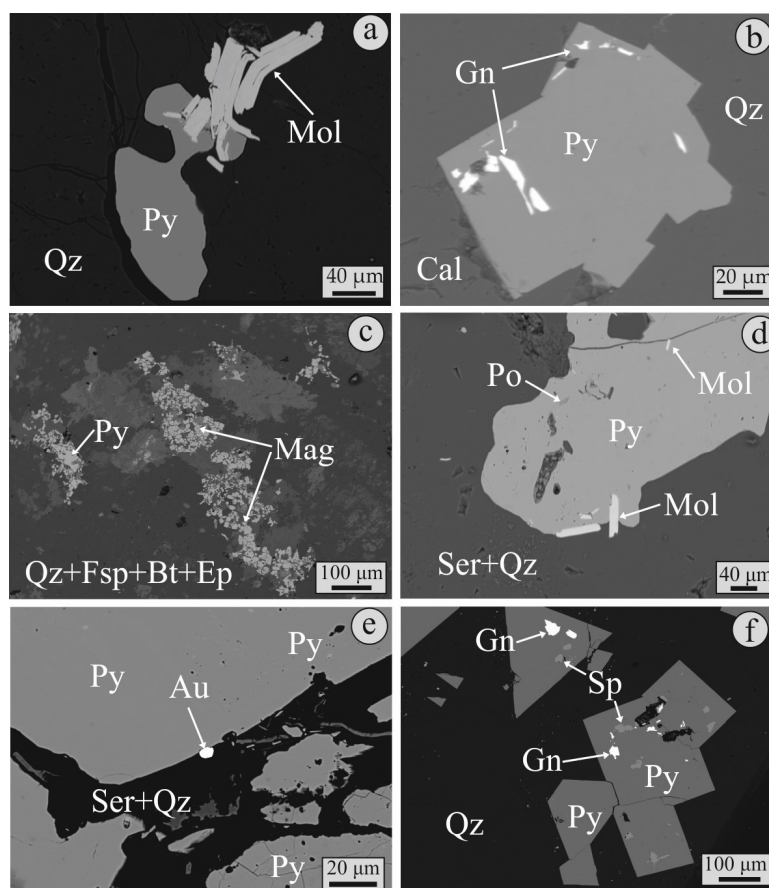 a
Mol
Py
Qz
40 μm
b
Gn
Qz
Py
Cal
20 μm
c
Py
Mag
Qz+Fsp+Bt+Ep
100 μm
d
Po
Mol
Py
Mol
Ser+Qz
40 μm
e
Py
Py
Au
Ser+Qz
Py
20 μm
f
Gn
Sp
Gn
Py
Qz
Py
100 μm